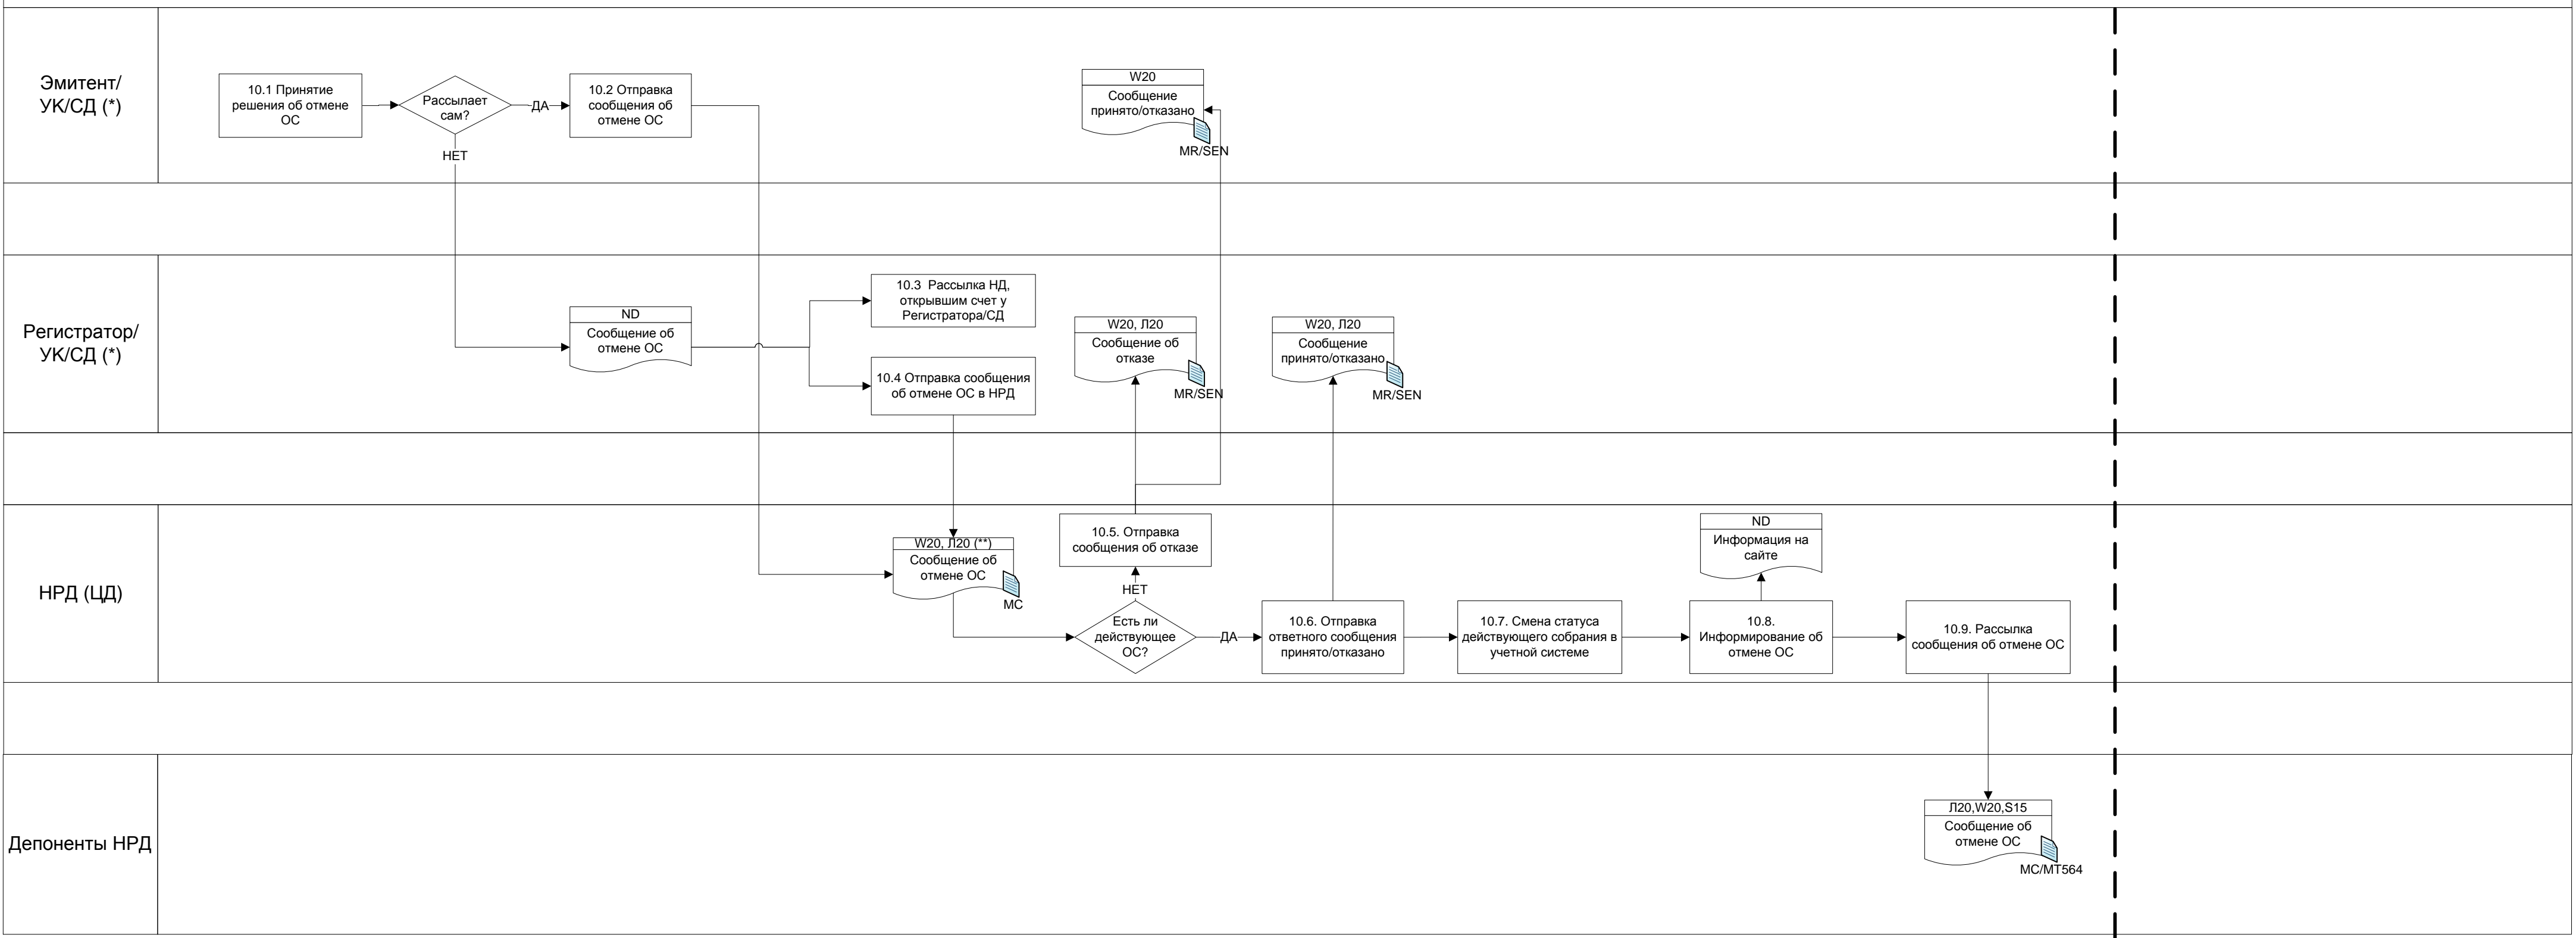 Эмитент/
УК/СД (*)
10.1 Принятие
решения об отмене
ОС
Рассылает
сам?
ДА
НЕТ
10.2 Отправка
сообщения об
отмене ОС
W20
Сообщение
принято/отказано
MR/SEN
Регистратор/
УК/СД (*)
ND
Сообщение об
отмене ОС
10.3 Рассылка НД,
открывшим счет у
Регистратора/СД
10.4 Отправка сообщения
об отмене ОС в НРД
W20, Л20
Сообщение об
отказе
MR/SEN
W20, Л20
Сообщение
принято/отказано
MR/SEN
НРД (ЦД)
W20, Л20 (**)
Сообщение об
отмене ОС
MC
10.5. Отправка
сообщения об отказе
НЕТ
Есть ли
действующее
ОС?
ДА
10.6. Отправка
ответного сообщения
принято/отказано
10.7. Смена статуса
действующего собрания в
учетной системе
ND
Информация на
сайте
10.8.
Информирование об
отмене ОС
10.9. Рассылка
сообщения об отмене ОС
Депоненты НРД
Л20,W20,S15
Сообщение об
отмене ОС
MC/MT564